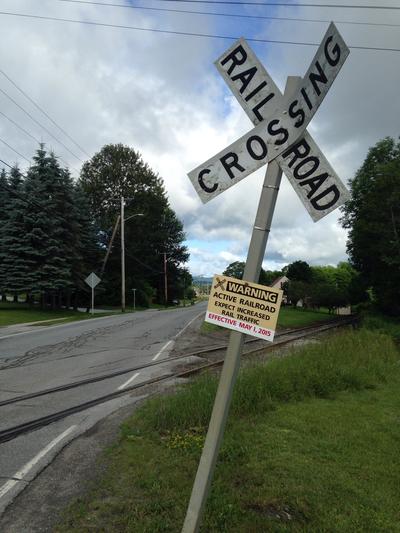 RAIL ROAD
CROSSING
WARNING
ACTIVE RAILROAD
EXPECT INCREASED
RAIL TRAFFIC
EFFECTIVE MAY 1, 2015